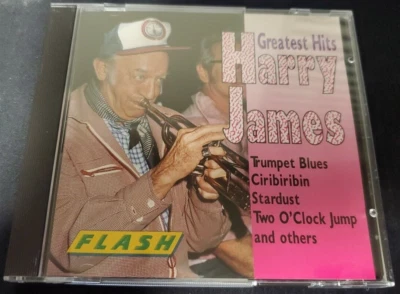 Greatest Hits
Harry
James
Trumpet Blues
Ciribiribin
Stardust
Two O'Clock Jump
and others
FLASH